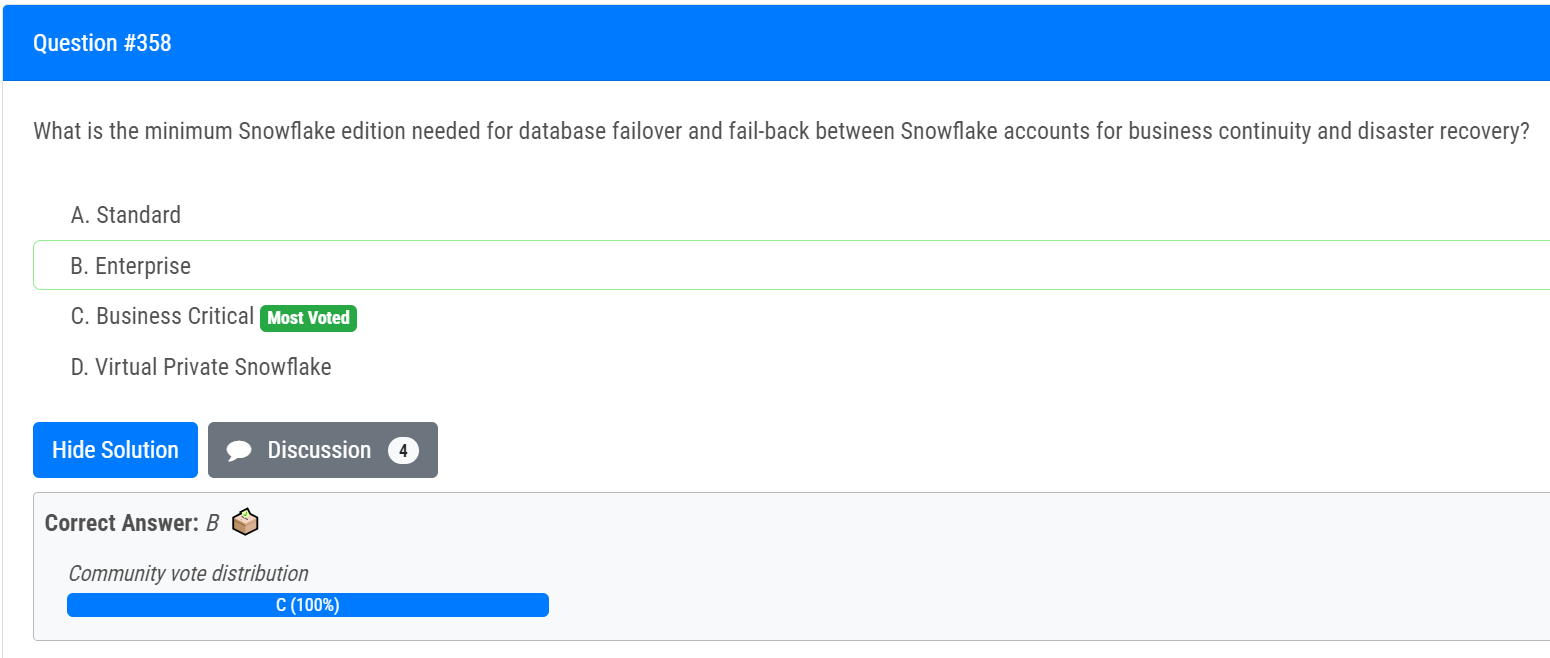 Question #358
What is the minimum Snowflake edition needed for database failover and fail-back between Snowflake accounts for business continuity and disaster recovery?
A. Standard
B. Enterprise
C. Business Critical Most Voted
D. Virtual Private Snowflake
Hide Solution Discussion 4
Correct Answer: B
Community vote distribution
C (100%)